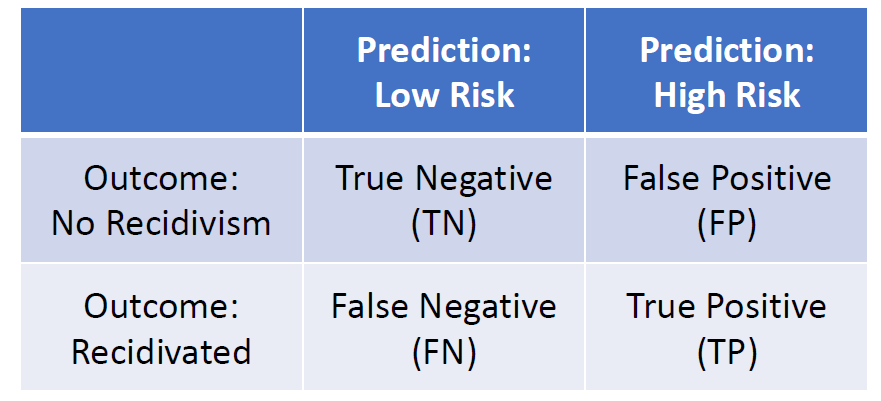 Prediction:
Low Risk
Prediction:
High Risk
Outcome:
No Recidivism
True Negative
(TN)
False Positive
(FP)
Outcome:
Recidivated
False Negative
(FN)
True Positive
(TP)